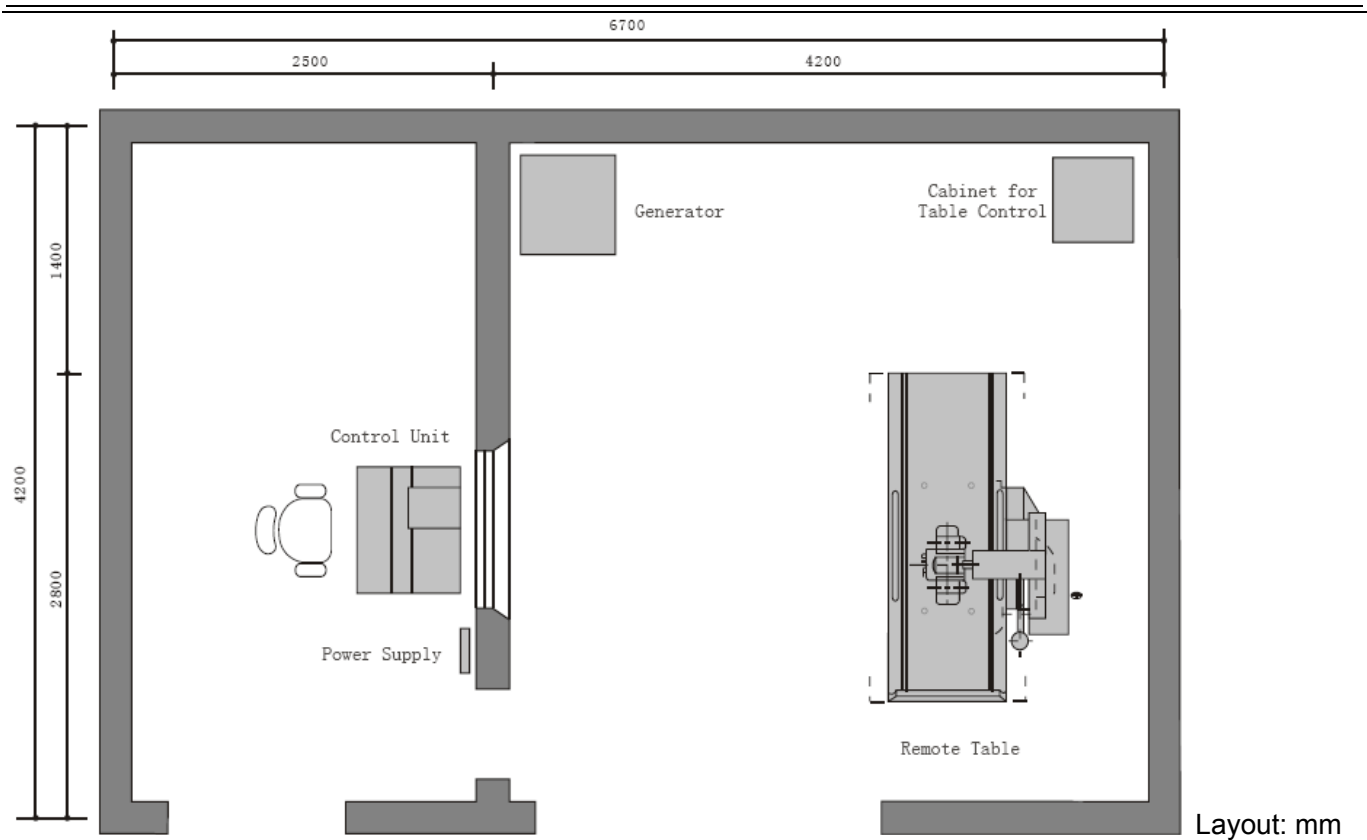 6700
2500
4200
Cabinet for
Table Control
Generator
1400
Control Unit
4200
2800
Power Supply
Remote Table
Layout: mm